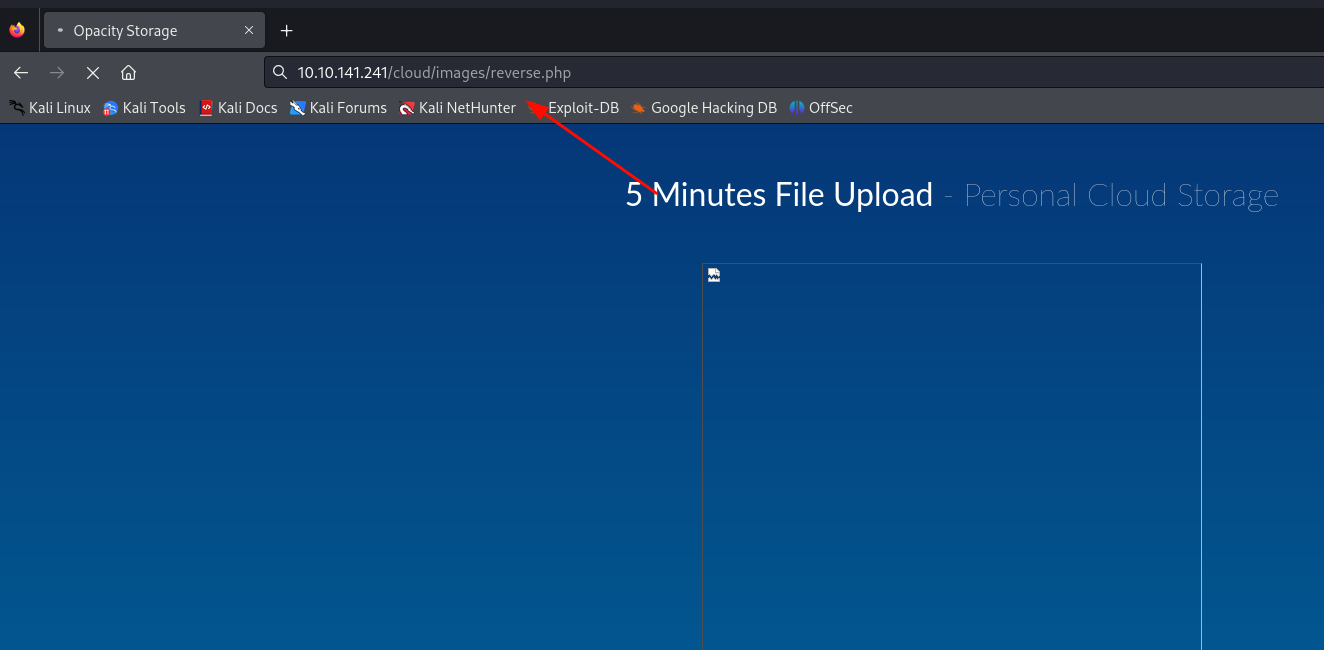 Opacity Storage
10.10.141.241/cloud/images/reverse.php
Kali Linux Kali Tools Kali Docs Kali Forums Kali NetHunter Exploit-DB Google Hacking DB OffSec
5 Minutes File Upload - Personal Cloud Storage